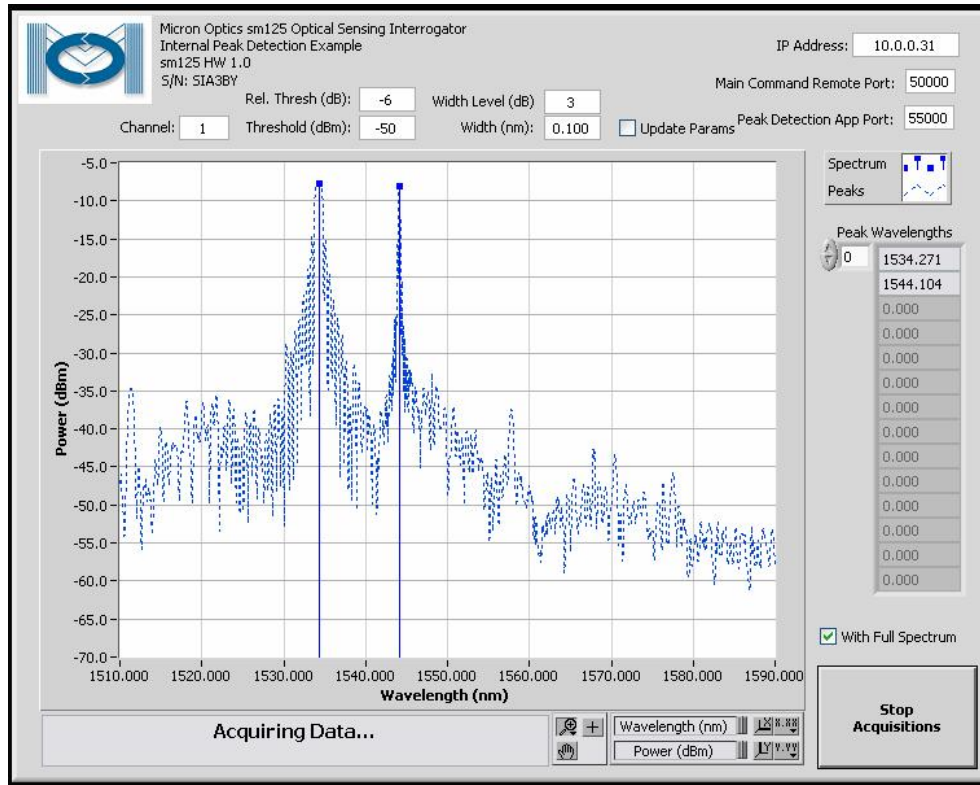 Micron Optics sm125 Optical Sensing Interrogator
Internal Peak Detection Example
sm125 HW 1.0
S/N: SIA3BY
IP Address: 10.0.0.31
Main Command Remote Port: 50000
Rel. Thresh (dB): -6 Width Level (dB) 3
Channel: 1 Threshold (dBm): -50 Width (nm): 0.100 Update Params Peak Detection App Port: 55000
Spectrum
Peaks
Peak Wavelengths
0
1534.271
1544.104
0.000
0.000
0.000
0.000
0.000
0.000
0.000
0.000
0.000
0.000
0.000
0.000
With Full Spectrum
Stop
Acquisitions
Power (dBm)
-5.0
-10.0
-15.0
-20.0
-25.0
-30.0
-35.0
-40.0
-45.0
-50.0
-55.0
-60.0
-65.0
-70.0
1510.000 1520.000 1530.000 1540.000 1550.000 1560.000 1570.000 1580.000 1590.000
Wavelength (nm)
Acquiring Data...
Wavelength (nm) X X.XX
Power (dBm) Y Y.YY